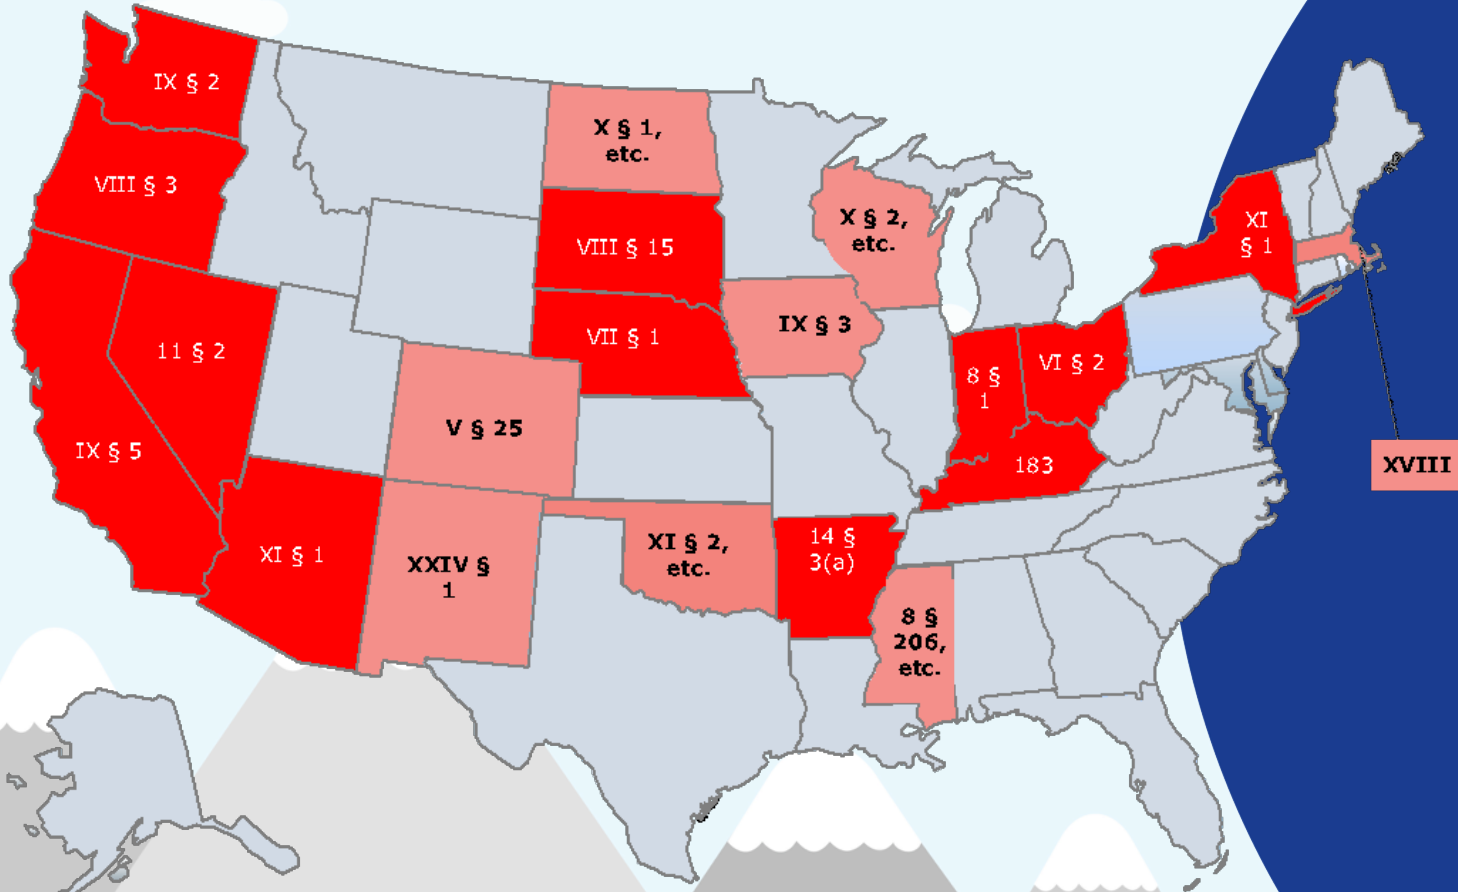 IX § 2
X § 1,
etc.
VIII § 3
X § 2,
etc.
XI
§ 1
VIII § 15
IX § 3
VII § 1
11 § 2
8 §
1
VI § 2
V § 25
IX § 5
183
XVIII
XI § 1
XXIV §
1
XI § 2,
etc.
14 §
3(a)
8 §
206,
etc.